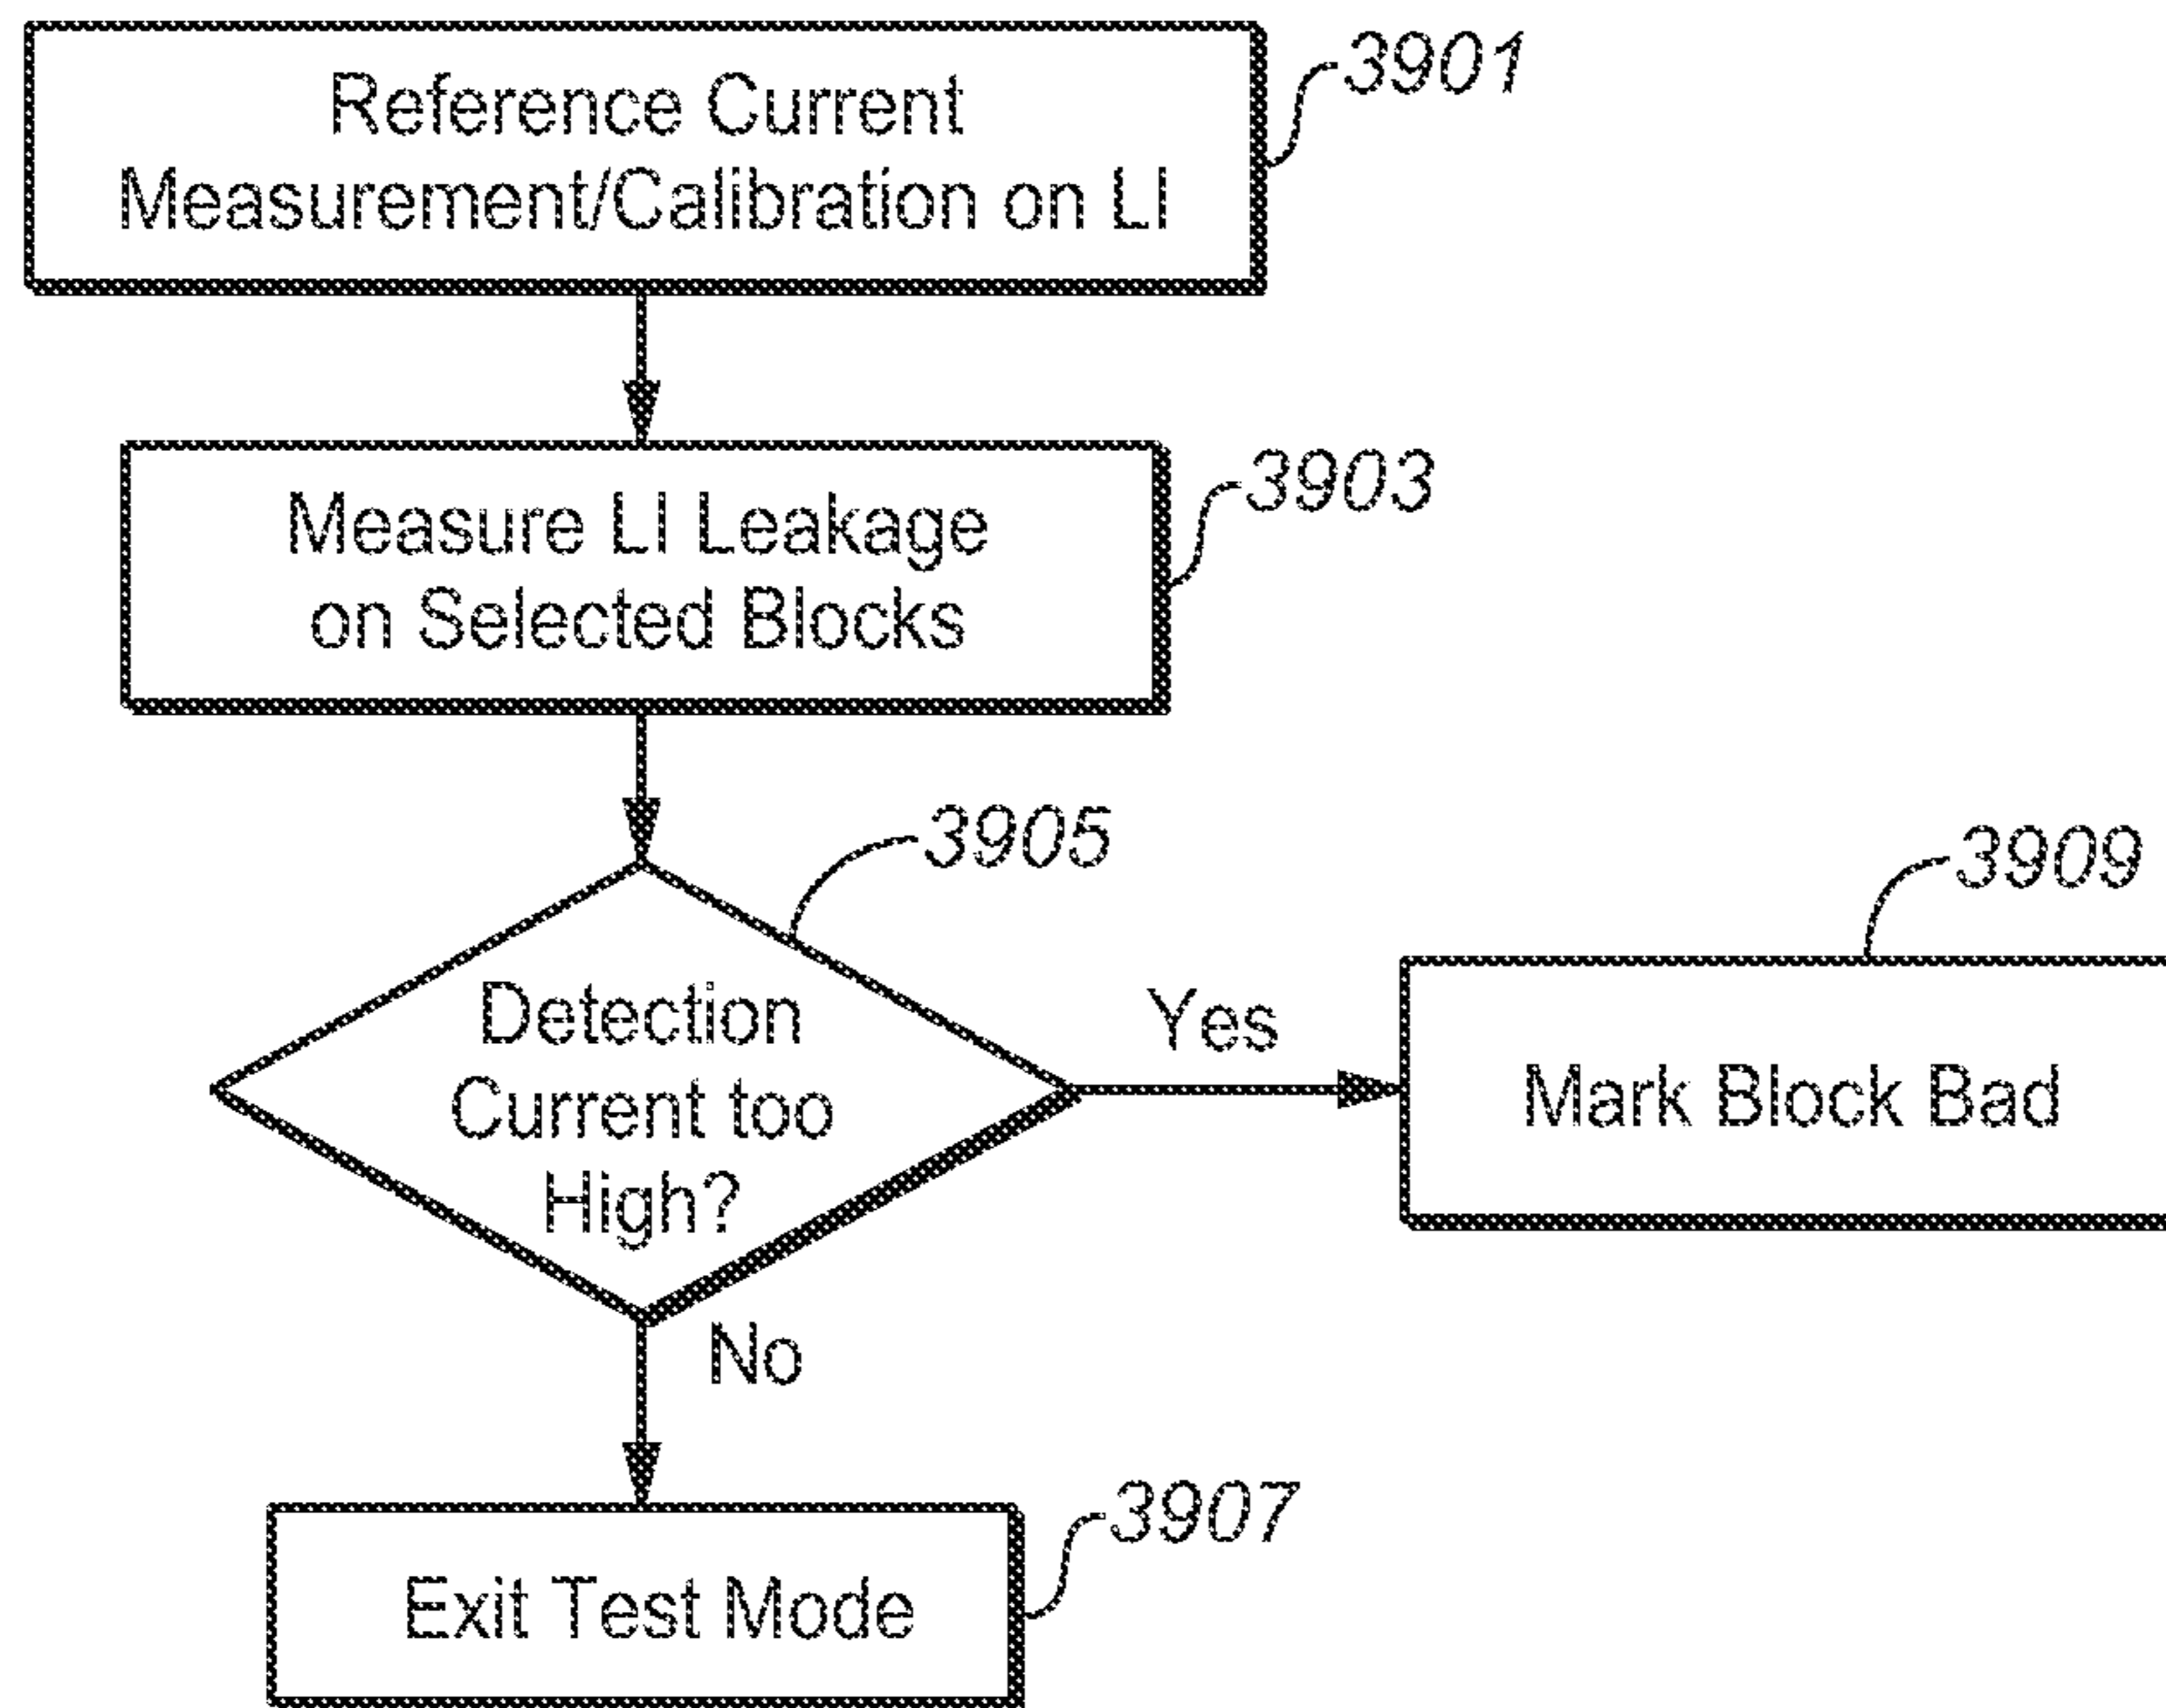 Reference Current
Measurement/Calibration on LI
3901
Measure LI Leakage
on Selected Blocks
3903
3905
Detection
Current too
High?
Yes
3909
Mark Block Bad
No
3907
Exit Test Mode